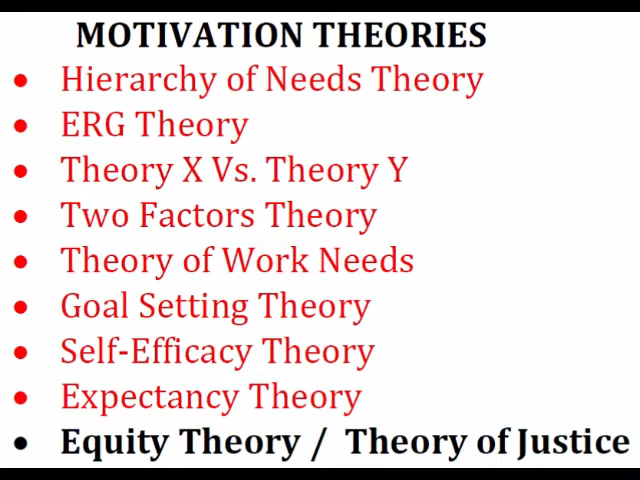 MOTIVATION THEORIES
• Hierarchy of Needs Theory
• ERG Theory
• Theory X Vs. Theory Y
• Two Factors Theory
• Theory of Work Needs
• Goal Setting Theory
• Self-Efficacy Theory
• Expectancy Theory
• Equity Theory / Theory of Justice